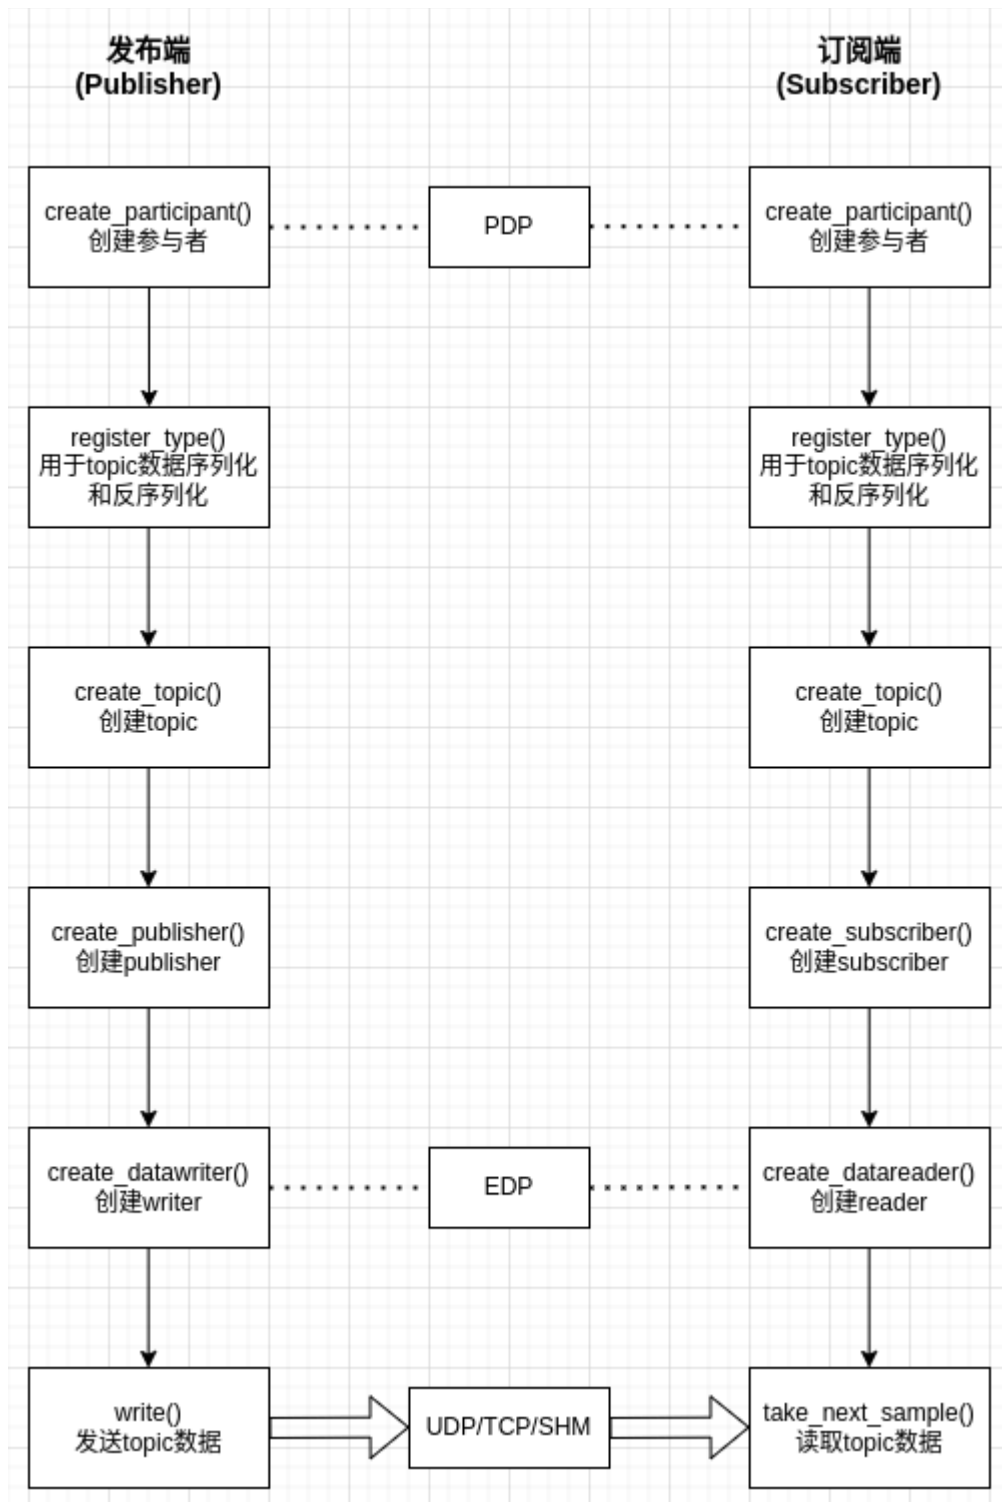 发布端
(Publisher)
订阅端
(Subscriber)
create_participant()
创建参与者
PDP
create_participant()
创建参与者
register_type()
用于topic数据序列化
和反序列化
register_type()
用于topic数据序列化
和反序列化
create_topic()
创建topic
create_topic()
创建topic
create_publisher()
创建publisher
create_subscriber()
创建subscriber
create_datawriter()
创建writer
EDP
create_datareader()
创建reader
write()
发送topic数据
UDP/TCP/SHM
take_next_sample()
读取topic数据